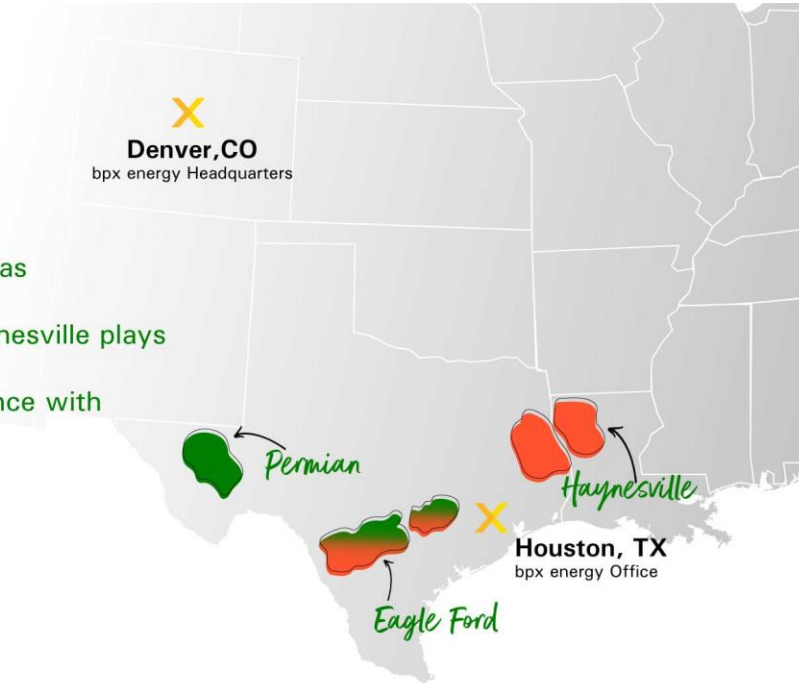 Denver,CO
bpx energy Headquarters
as
nesville plays
nce with
Permian
Haynesville
Houston, TX
bpx energy Office
Eagle Ford